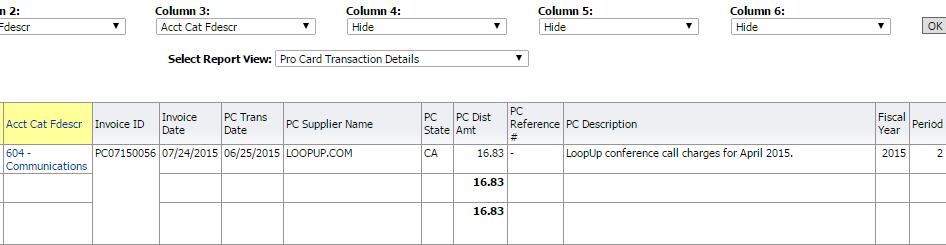 n 2:
Column 3:
Column 4:
Column 5:
Column 6:
Fdescr
Acct Cat Fdescr
Hide
Hide
Hide
OK
Select Report View: Pro Card Transaction Details
Acct Cat Fdescr
Invoice ID
Invoice
Date
PC Trans
Date
PC Supplier Name
PC
State
PC Dist
Amt
PC
Reference
#
PC Description
Fiscal
Year
Period
604 -
Communications
PC07150056
07/24/2015
06/25/2015
LOOPUP.COM
CA
16.83
-
LoopUp conference call charges for April 2015.
2015
2
16.83
16.83